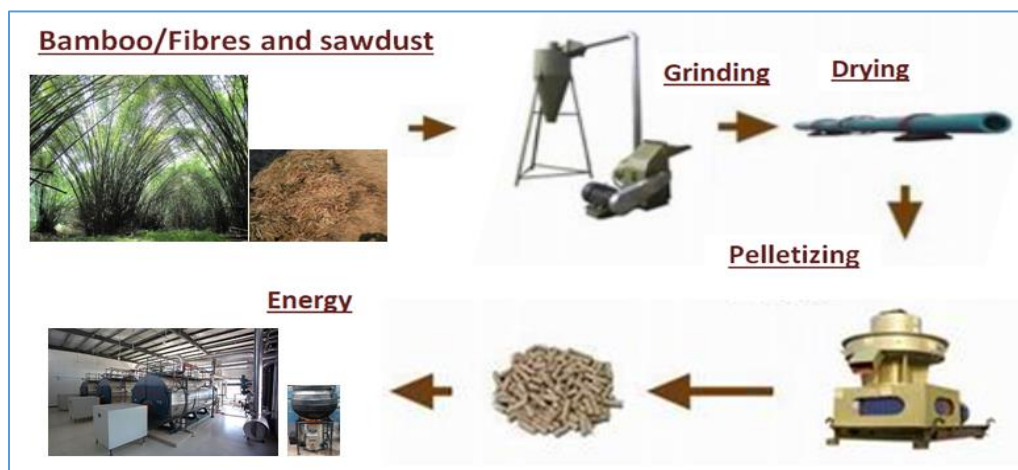 Bamboo/Fibres and sawdust
Grinding
Drying
Pelletizing
Energy